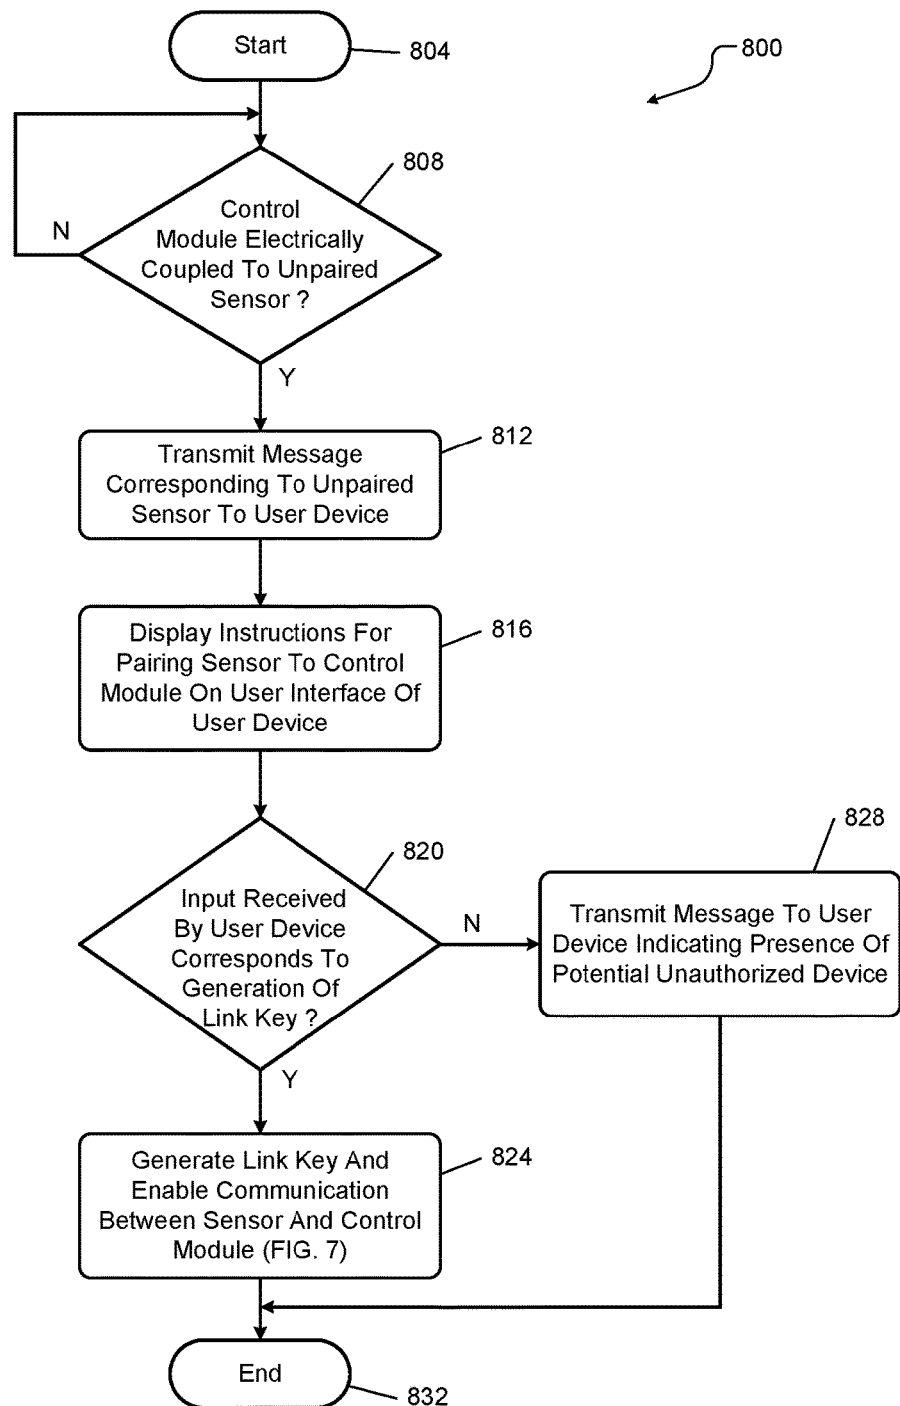 Start
804
800
808
Control
Module Electrically
Coupled To Unpaired
Sensor ?
N
Y
812
Transmit Message
Corresponding To Unpaired
Sensor To User Device
816
Display Instructions For
Pairing Sensor To Control
Module On User Interface Of
User Device
820
Input Received
By User Device
Corresponds To
Generation Of
Link Key ?
N
828
Transmit Message To User
Device Indicating Presence Of
Potential Unauthorized Device
Y
824
Generate Link Key And
Enable Communication
Between Sensor And Control
Module (FIG. 7)
End
832